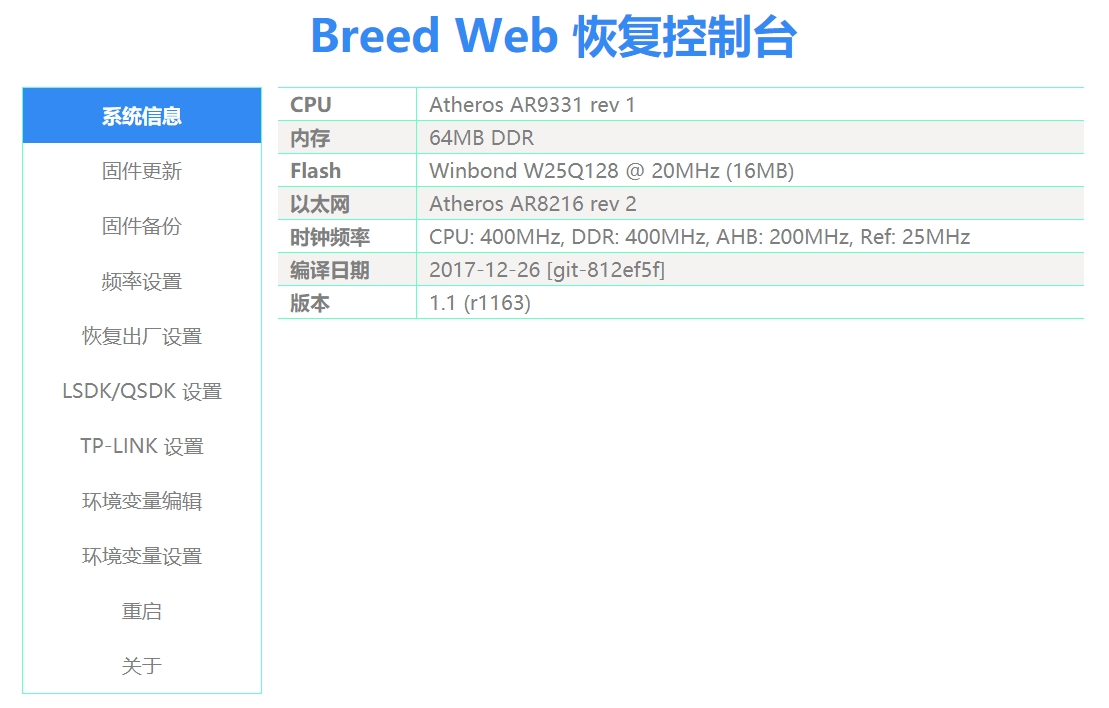 Breed Web 恢复控制台
系统信息
固件更新
固件备份
频率设置
恢复出厂设置
LSDK/QSDK 设置
TP-LINK 设置
环境变量编辑
环境变量设置
重启
关于
CPU Atheros AR9331 rev 1
内存 64MB DDR
Flash Winbond W25Q128 @ 20MHz (16MB)
以太网 Atheros AR8216 rev 2
时钟频率 CPU: 400MHz, DDR: 400MHz, AHB: 200MHz, Ref: 25MHz
编译日期 2017-12-26 [git-812ef5f]
版本 1.1 (r1163)